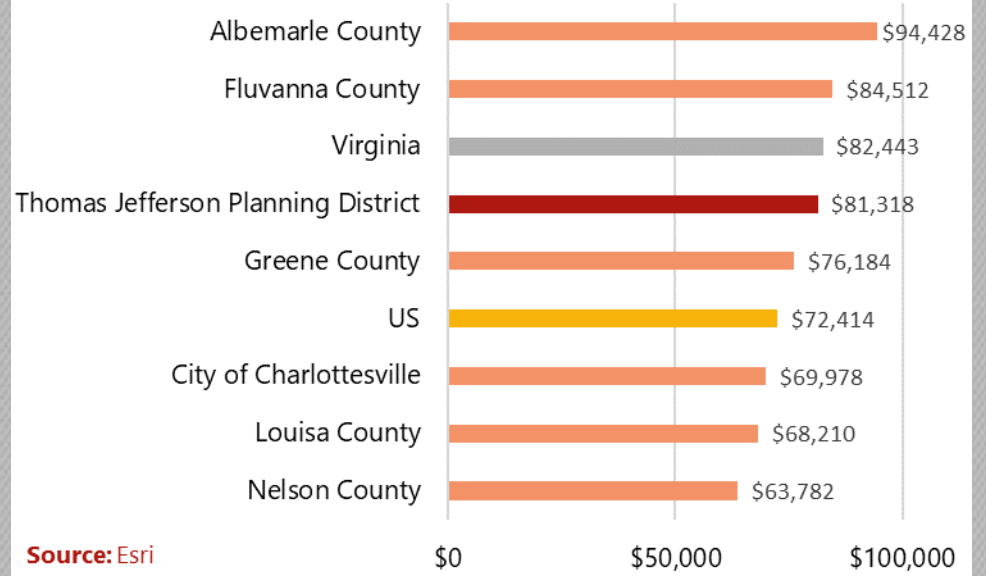 Albemarle County $94,428
Fluvanna County $84,512
Virginia $82,443
Thomas Jefferson Planning District $81,318
Greene County $76,184
US $72,414
City of Charlottesville $69,978
Louisa County $68,210
Nelson County $63,782
$0 $50,000 $100,000
Source: Esri